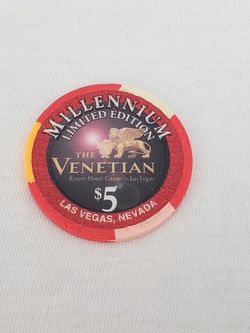 MILLENNIUM
LIMITED EDITION
THE
VENETIAN
Resort-Hotel-Casino - Las Vegas
$5
LAS VEGAS, NEVADA